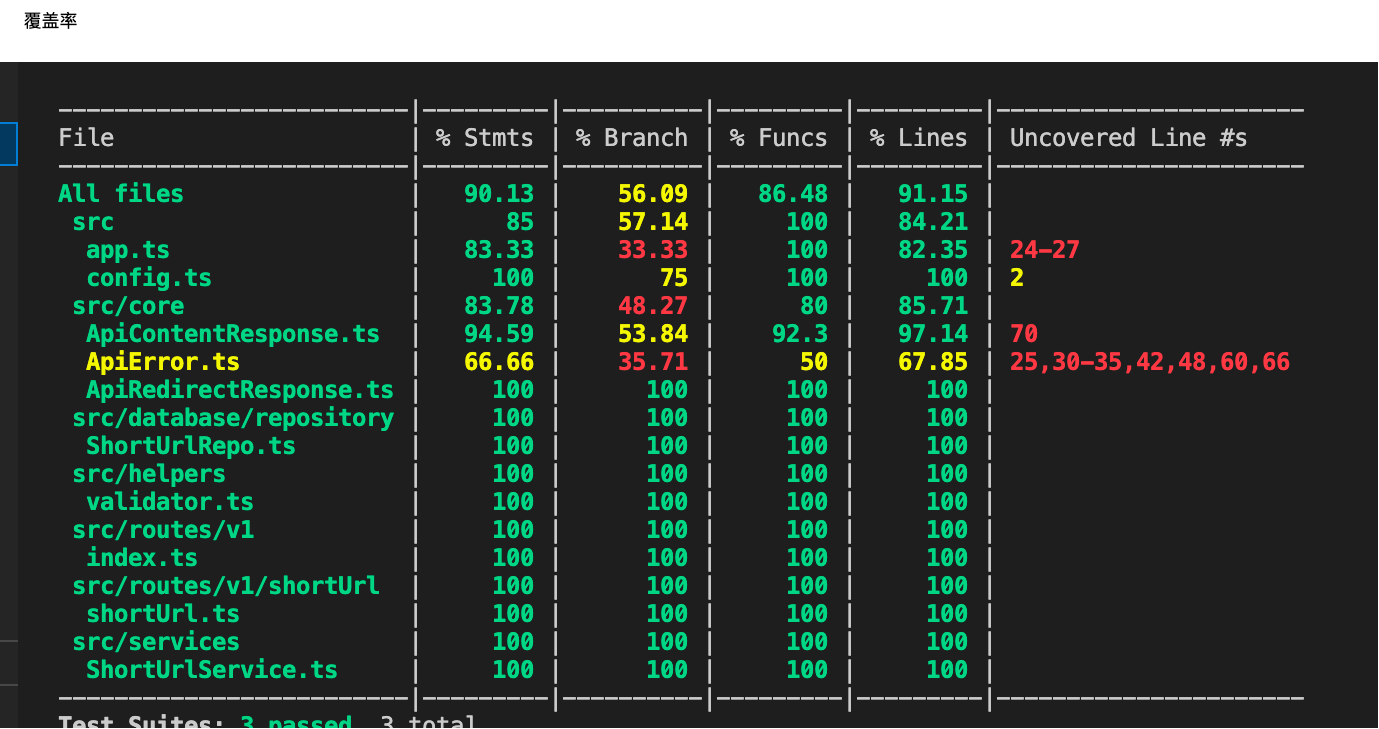 覆盖率
File | % Stmts | % Branch | % Funcs | % Lines | Uncovered Line #s
All files | 90.13 | 56.09 | 86.48 | 91.15 |
src | 85 | 57.14 | 100 | 84.21 |
app.ts | 83.33 | 33.33 | 100 | 82.35 | 24-27
config.ts | 100 | 75 | 100 | 100 | 2
src/core | 83.78 | 48.27 | 80 | 85.71 |
ApiContentResponse.ts | 94.59 | 53.84 | 92.3 | 97.14 | 70
ApiError.ts | 66.66 | 35.71 | 50 | 67.85 | 25,30-35,42,48,60,66
ApiRedirectResponse.ts | 100 | 100 | 100 | 100 |
src/database/repository | 100 | 100 | 100 | 100 |
ShortUrlRepo.ts | 100 | 100 | 100 | 100 |
src/helpers | 100 | 100 | 100 | 100 |
validator.ts | 100 | 100 | 100 | 100 |
src/routes/v1 | 100 | 100 | 100 | 100 |
index.ts | 100 | 100 | 100 | 100 |
src/routes/v1/shortUrl | 100 | 100 | 100 | 100 |
shortUrl.ts | 100 | 100 | 100 | 100 |
src/services | 100 | 100 | 100 | 100 |
ShortUrlService.ts | 100 | 100 | 100 | 100 |
Test Suites: 3 passed, 3 total